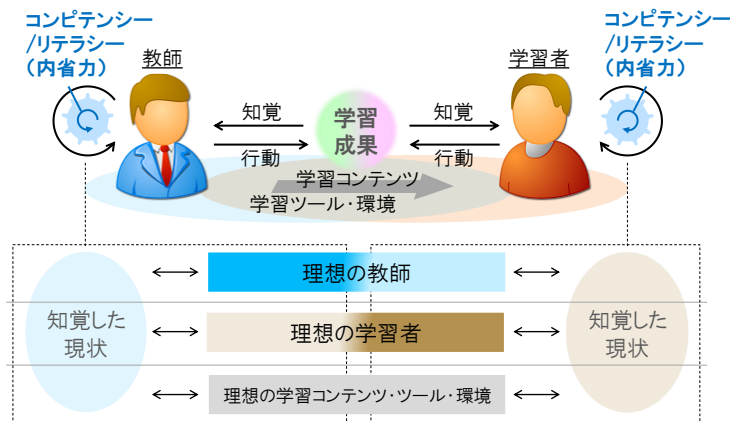 コンピテンシー
/リテラシー
(内省力)
教師
学習者
コンピテンシー
/リテラシー
(内省力)
知覚
学習
成果
知覚
行動
行動
学習コンテンツ
学習ツール・環境
理想の教師
知覚した
現状
理想の学習者
知覚した
現状
理想の学習コンテンツ・ツール・環境